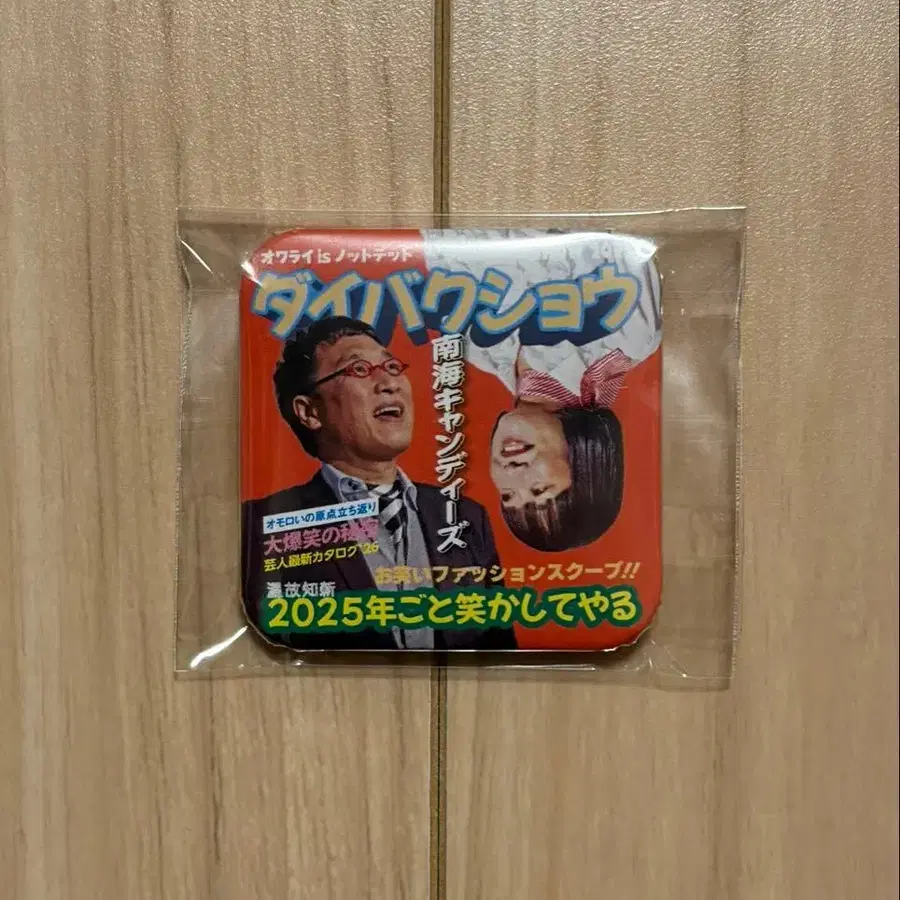 オワライ is ノットデット
ダイバクショウ
南海キャンディーズ
オモロいの原点立ち返り
大爆笑の秘密
芸人最新カタログ'26
お笑いファッションスクープ!!
温故知新
2025年ごと笑かしてやる